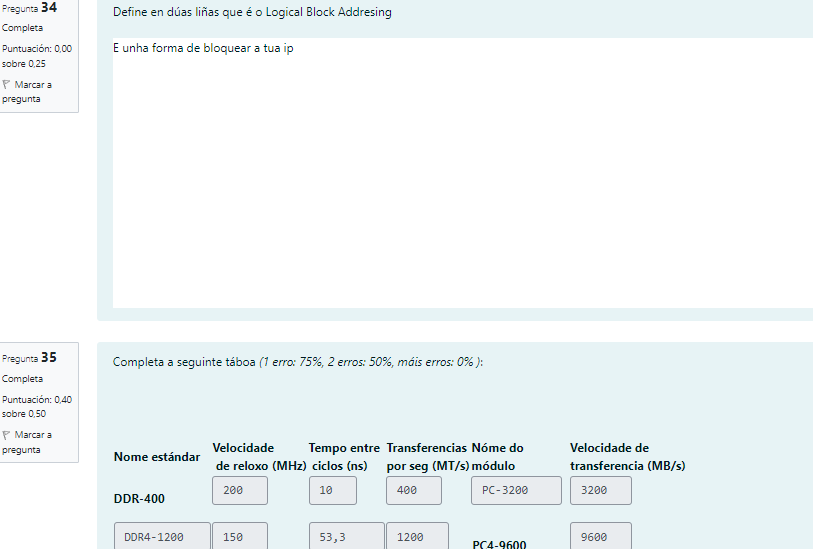 Pregunta 34
Completa
Puntuación: 0,00
sobre 0,25
Marcar a
pregunta
Define en dúas liñas que é o Logical Block Addresing
E unha forma de bloquear a tua ip
Pregunta 35
Completa
Puntuación: 0,40
sobre 0,50
Marcar a
pregunta
Completa a seguinte táboa (1 erro: 75%, 2 erros: 50%, máis erros: 0% ):
Nome estándar Velocidade de reloxo (MHz) Tempo entre ciclos (ns) Transferencias por seg (MT/s) Nóme do módulo Velocidade de transferencia (MB/s)
DDR-400 200 10 400 PC-3200 3200
DDR4-1200 150 53,3 1200 PC4-9600 9600